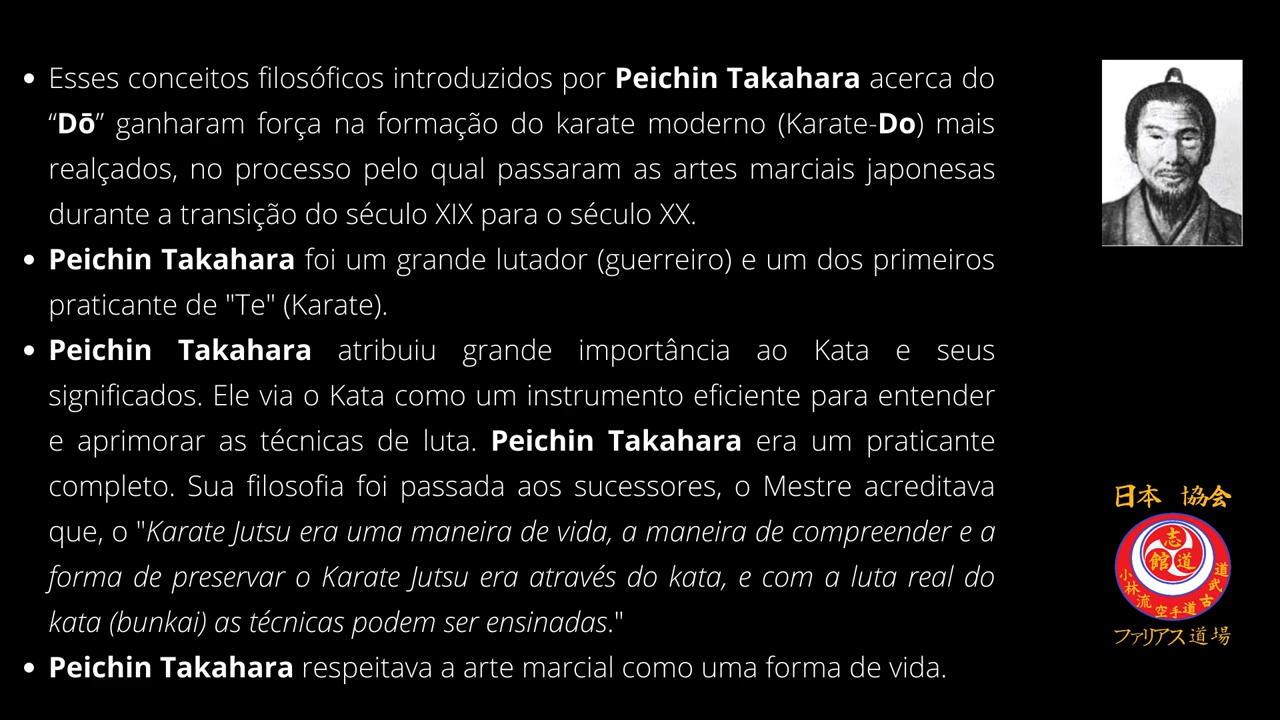 Esses conceitos filosóficos introduzidos por Peichin Takahara acerca do
“Dō” ganharam força na formação do karate moderno (Karate-Do) mais
realçados, no processo pelo qual passaram as artes marciais japonesas
durante a transição do século XIX para o século XX.
Peichin Takahara foi um grande lutador (guerreiro) e um dos primeiros
praticante de "Te" (Karate).
Peichin Takahara atribuiu grande importância ao Kata e seus
significados. Ele via o Kata como um instrumento eficiente para entender
e aprimorar as técnicas de luta. Peichin Takahara era um praticante
completo. Sua filosofia foi passada aos sucessores, o Mestre acreditava
que, o "Karate Jutsu era uma maneira de vida, a maneira de compreender e a
forma de preservar o Karate Jutsu era através do kata, e com a luta real do
kata (bunkai) as técnicas podem ser ensinadas."
Peichin Takahara respeitava a arte marcial como uma forma de vida.
日本 協会
志
館道
小林流空手道古武道
ファリアス道場